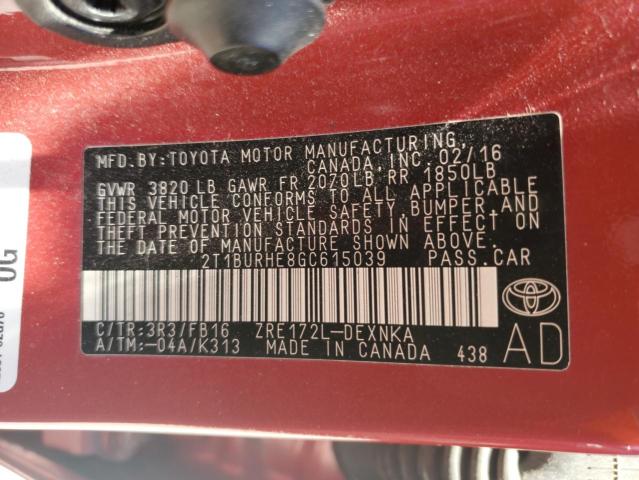 MFD.BY:TOYOTA MOTOR MANUFACTURING,
CANADA, INC. 02/16
GVWR 3820 LB GAWR FR 2070LB, RR 1850LB
THIS VEHICLE CONFORMS TO ALL APPLICABLE
FEDERAL MOTOR VEHICLE SAFETY, BUMPER, AND
THEFT PREVENTION STANDARDS IN EFFECT ON
THE DATE OF MANUFACTURE SHOWN ABOVE.
2T1BURHE8GC615039 PASS.CAR
C/TR:3R3/FB16 ZRE172L-DEXNKA
A/TM:-04A/K313 MADE IN CANADA 438
AD
OG